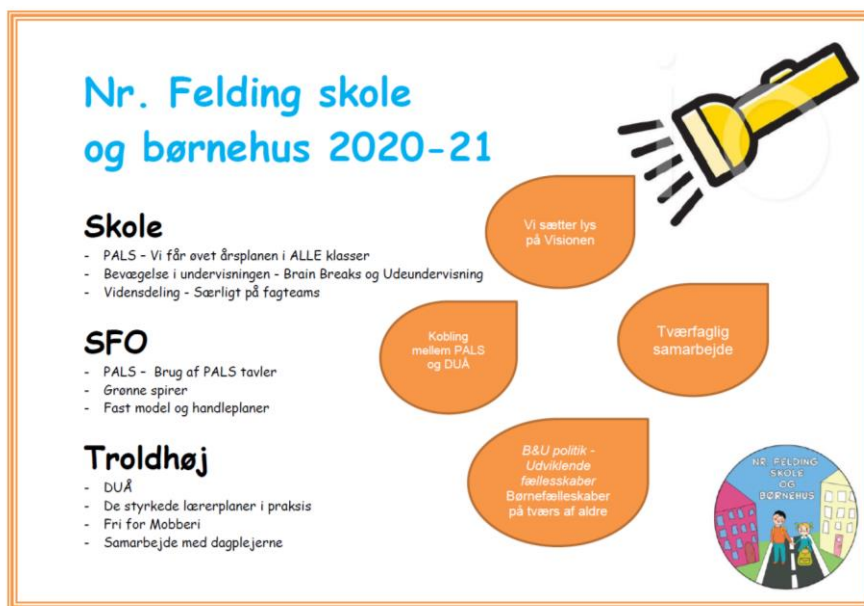 Nr. Felding skole
og børnehus 2020-21
Skole
- PALS – Vi får øvet årsplanen i ALLE klasser
- Bevægelse i undervisningen - Brain Breaks og Udeundervisning
- Vidensdeling - Særligt på fagteams
SFO
- PALS – Brug af PALS tavler
- Grønne spirer
- Fast model og handleplaner
Troldhøj
- DUÅ
- De styrkede lærerplaner i praksis
- Fri for Mobberi
- Samarbejde med dagplejerne
Vi sætter lys
på Visionen
Kobling
mellem PALS
og DUÅ
Tværfaglig
samarbejde
B&U politik -
Udviklende
fællesskaber
Børnefælleskaber
på tværs af aldre
NR. FELDING
SKOLE
OG
BØRNEHUS